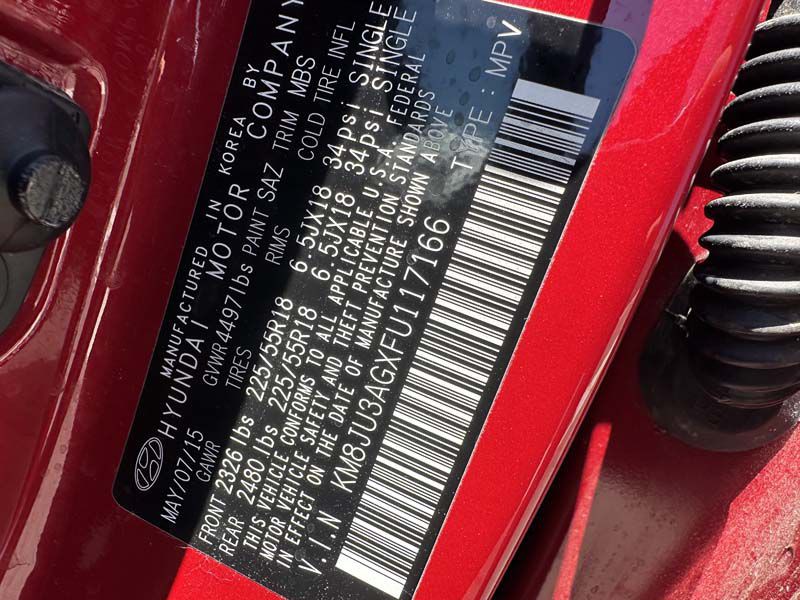 MANUFACTURED IN KOREA BY
HYUNDAI MOTOR COMPANY
MAY/07/15 GVWR 4497lbs PAINT SAZ TRIM MBS
GAWR TIRES RIMS COLD TIRE INFL
FRONT 2326 lbs 225/55R18 6.5JX18 34psi SINGLE
REAR 2480 lbs 225/55R18 6.5JX18 34psi SINGLE
THIS VEHICLE CONFORMS TO ALL APPLICABLE U.S.A. FEDERAL
MOTOR VEHICLE SAFETY AND THEFT PREVENTION STANDARDS
IN EFFECT ON THE DATE OF MANUFACTURE SHOWN ABOVE
V.I.N KM8JU3AGXFU117166 TYPE : MPV